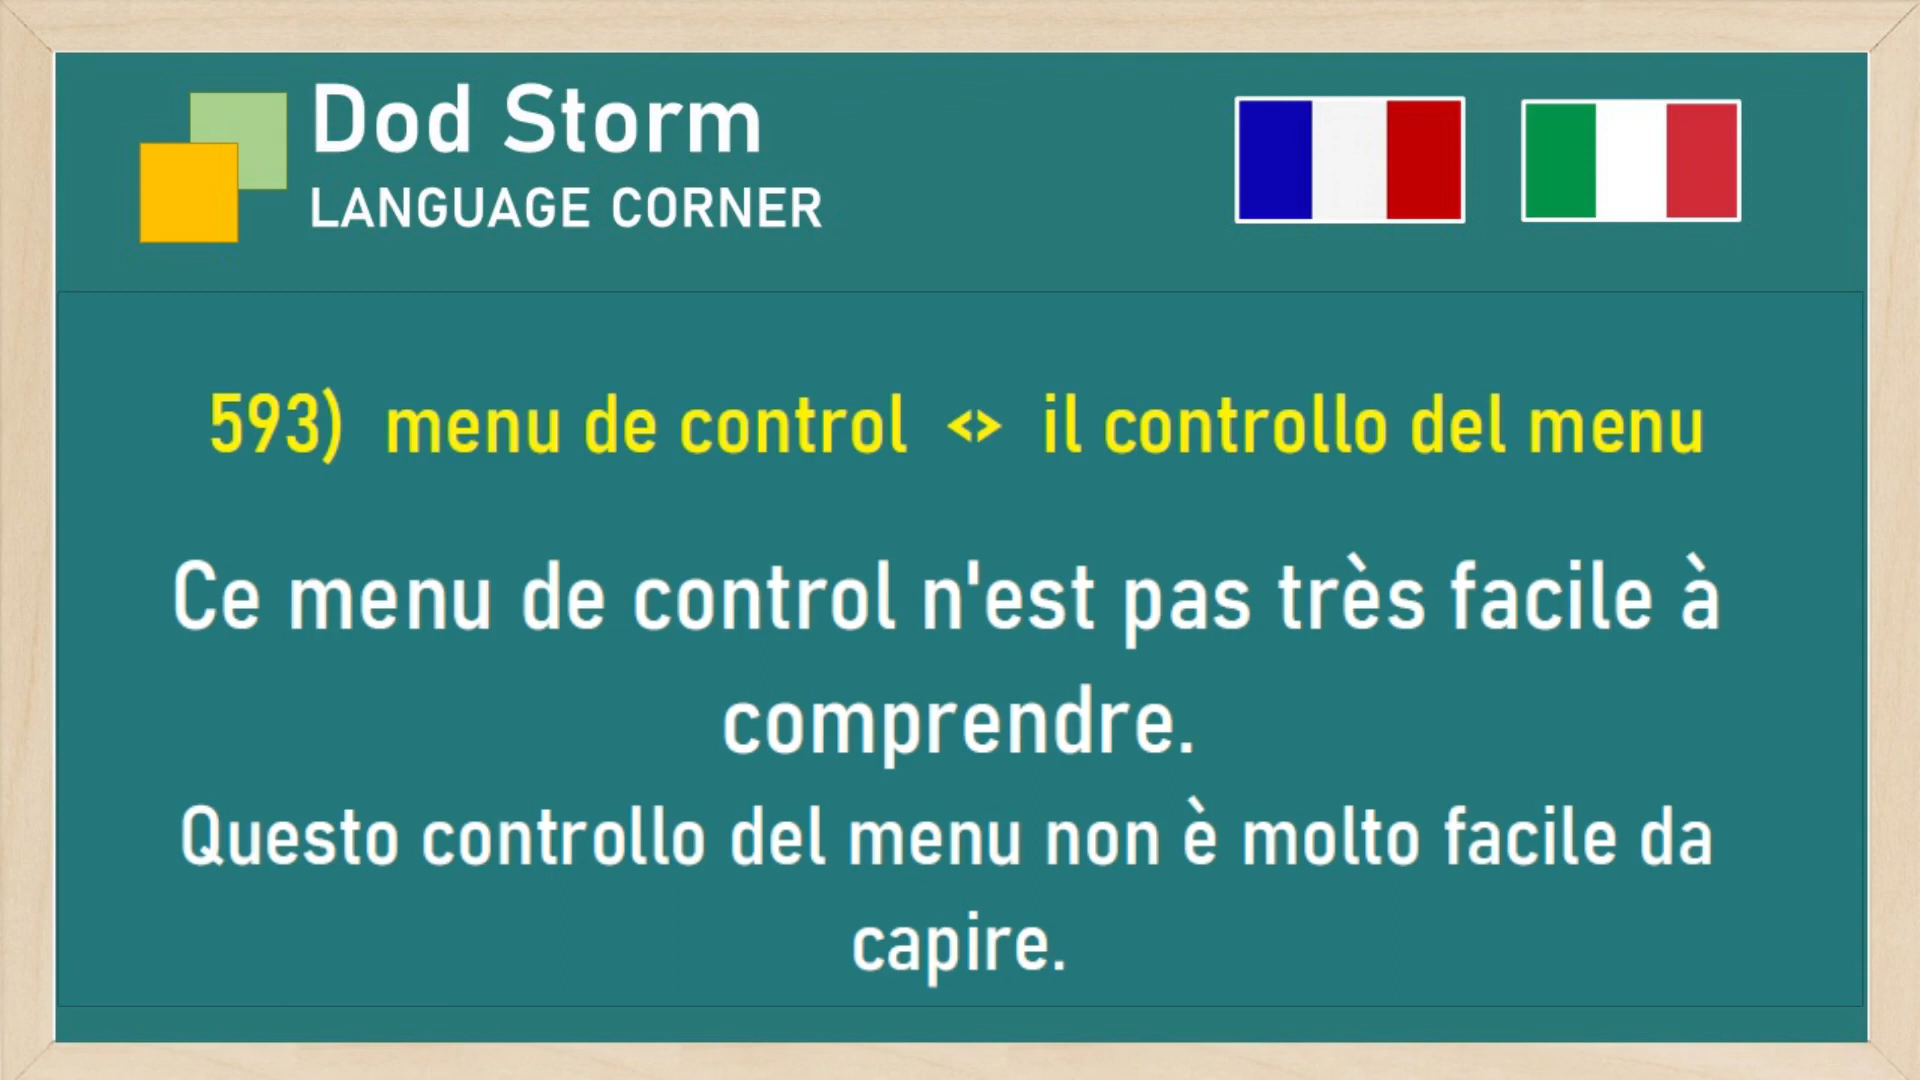 Dod Storm
LANGUAGE CORNER
593) menu de control <> il controllo del menu
Ce menu de control n'est pas très facile à
comprendre.
Questo controllo del menu non è molto facile da
capire.